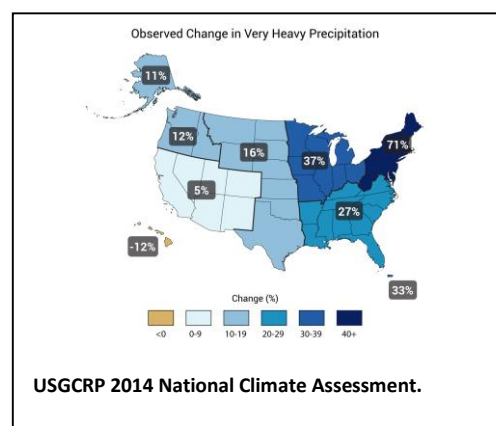 Observed Change in Very Heavy Precipitation
11%
12%
16%
37%
71%
5%
27%
-12%
33%
Change (%)
<0 0-9 10-19 20-29 30-39 40+
USGCRP 2014 National Climate Assessment.